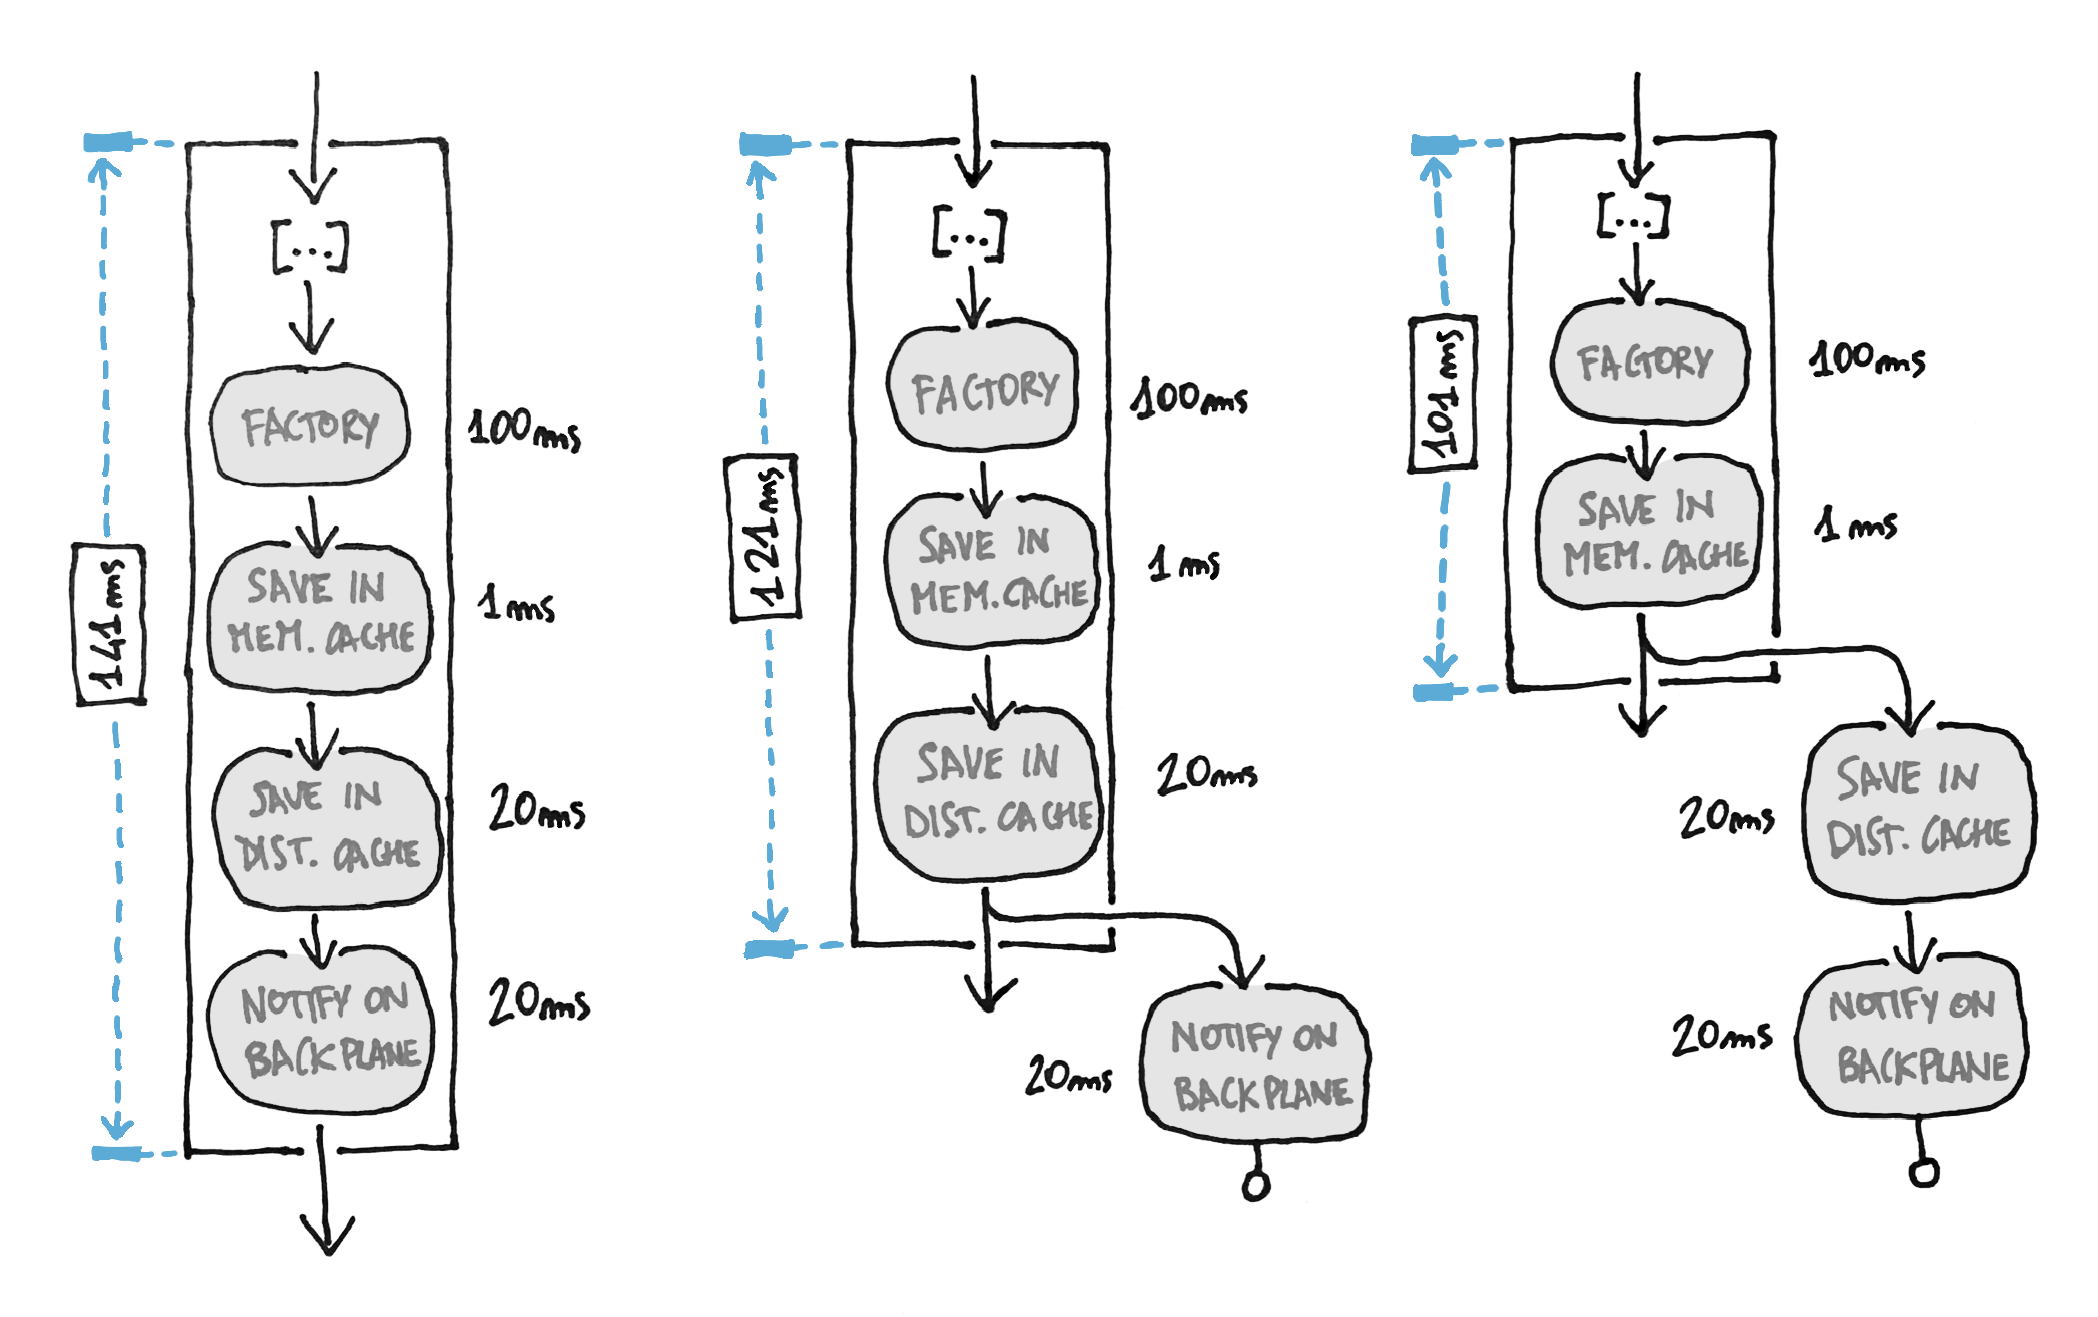 141ms
[...]
FACTORY
100ms
SAVE IN
MEM. CACHE
1ms
SAVE IN
DIST. CACHE
20ms
NOTIFY ON
BACKPLANE
20ms
121ms
[...]
FACTORY
100ms
SAVE IN
MEM. CACHE
1ms
SAVE IN
DIST. CACHE
20ms
NOTIFY ON
BACKPLANE
20ms
101ms
[...]
FACTORY
100ms
SAVE IN
MEM. CACHE
1ms
SAVE IN
DIST. CACHE
20ms
NOTIFY ON
BACKPLANE
20ms